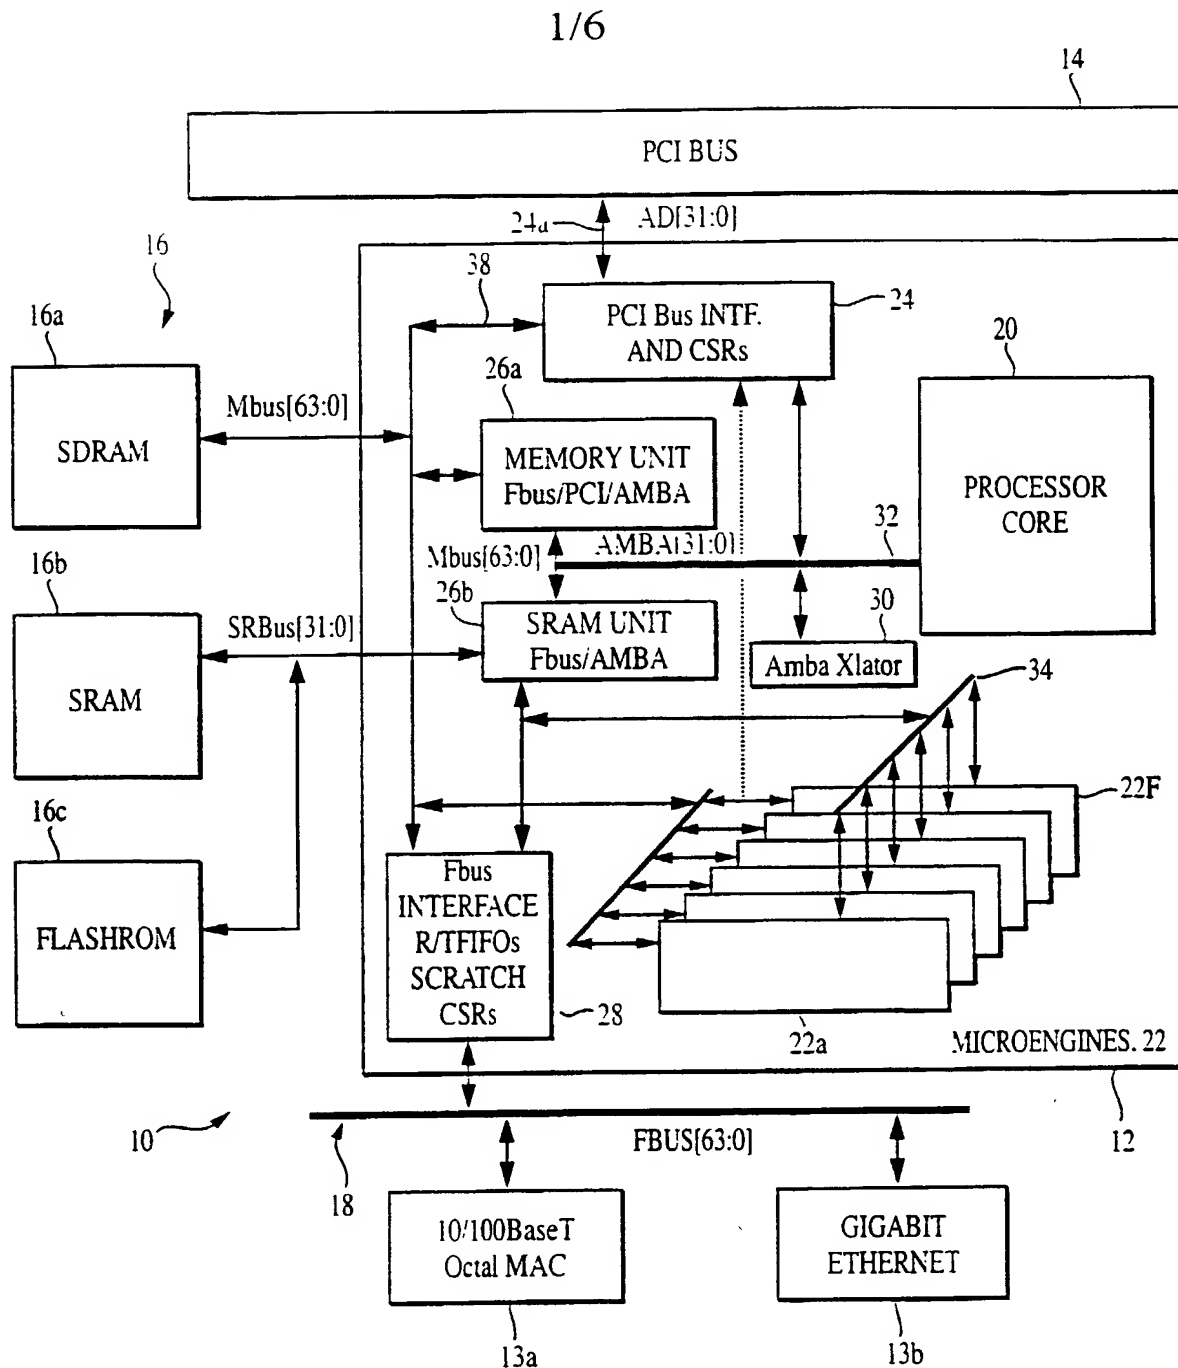 1/6
14
PCI BUS
24a
AD[31:0]
16
38
PCI Bus INTF.
AND CSRs
24
16a
SDRAM
Mbus[63:0]
26a
MEMORY UNIT
Fbus/PCI/AMBA
20
PROCESSOR
CORE
Mbus[63:0]
AMBA[31:0]
32
16b
SRAM
SRBus[31:0]
26b
SRAM UNIT
Fbus/AMBA
30
Amba Xlator
34
22F
16c
FLASHROM
Fbus
INTERFACE
R/TFIFOs
SCRATCH
CSRs
28
22a
MICROENGINES. 22
10
18
FBUS[63:0]
12
10/100BaseT
Octal MAC
GIGABIT
ETHERNET
13a
13b